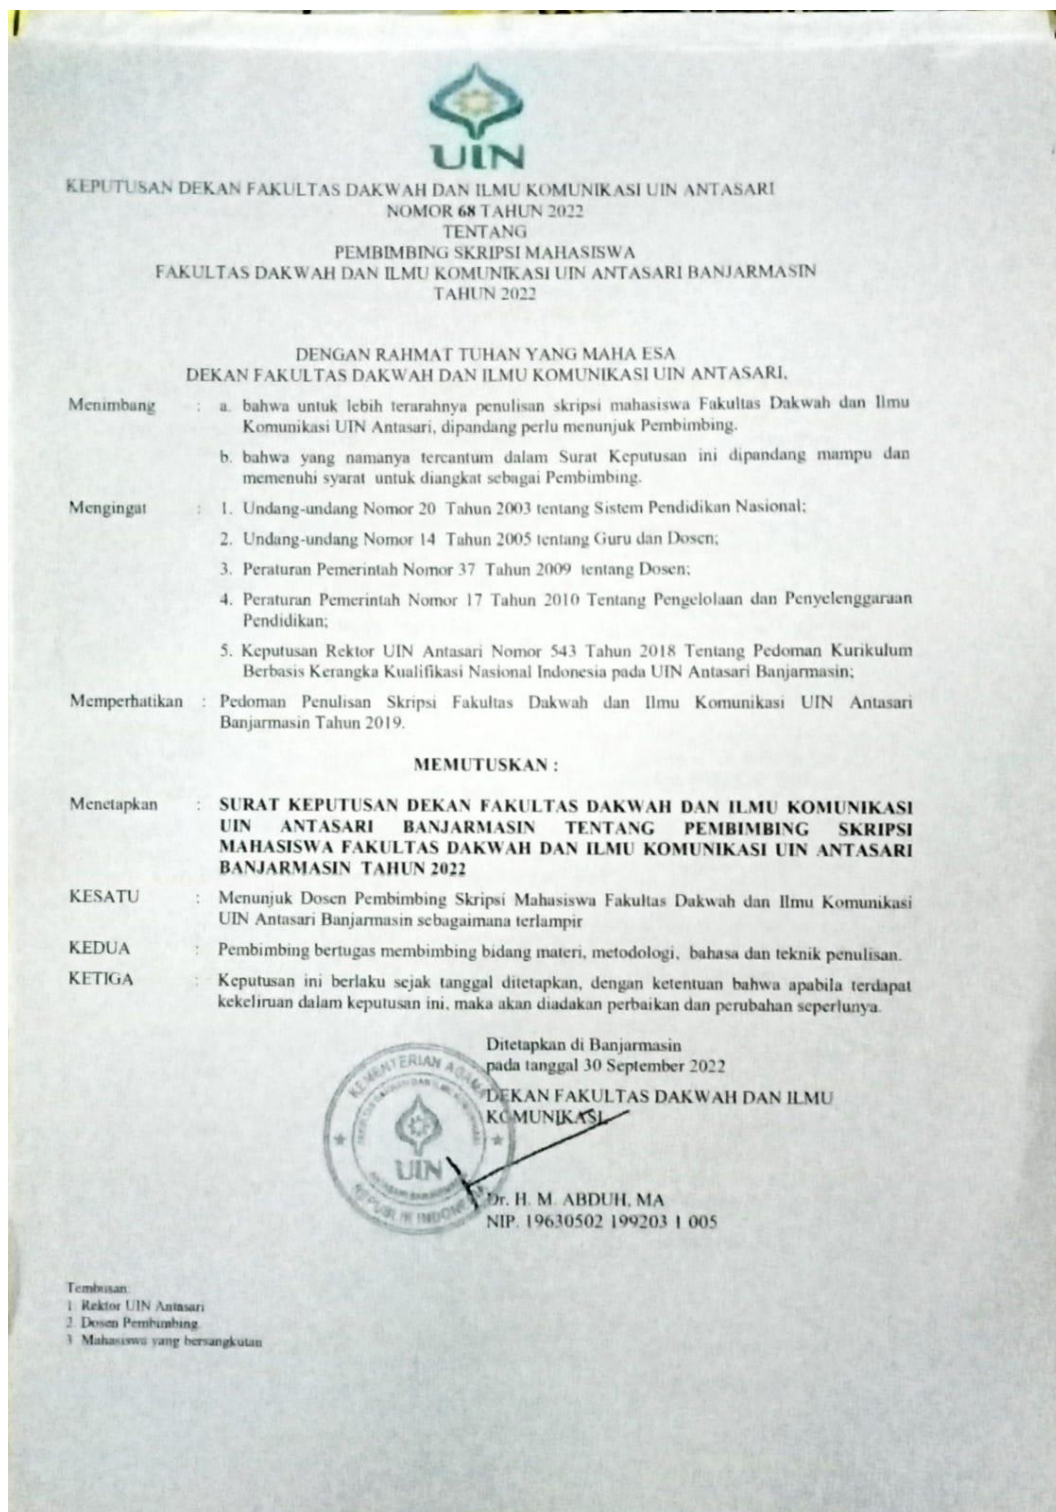 UIN
KEPUTUSAN DEKAN FAKULTAS DAKWAH DAN ILMU KOMUNIKASI UIN ANTASARI
NOMOR 68 TAHUN 2022
TENTANG
PEMBIMBING SKRIPSI MAHASISWA
FAKULTAS DAKWAH DAN ILMU KOMUNIKASI UIN ANTASARI BANJARMASIN
TAHUN 2022
DENGAN RAHMAT TUHAN YANG MAHA ESA
DEKAN FAKULTAS DAKWAH DAN ILMU KOMUNIKASI UIN ANTASARI,
Menimbang : a. bahwa untuk lebih terarahnya penulisan skripsi mahasiswa Fakultas Dakwah dan Ilmu
Komunikasi UIN Antasari, dipandang perlu menunjuk Pembimbing.
b. bahwa yang namanya tercantum dalam Surat Keputusan ini dipandang mampu dan
memenuhi syarat untuk diangkat sebagai Pembimbing.
Mengingat : 1. Undang-undang Nomor 20 Tahun 2003 tentang Sistem Pendidikan Nasional;
2. Undang-undang Nomor 14 Tahun 2005 tentang Guru dan Dosen;
3. Peraturan Pemerintah Nomor 37 Tahun 2009 tentang Dosen;
4. Peraturan Pemerintah Nomor 17 Tahun 2010 Tentang Pengelolaan dan Penyelenggaraan
Pendidikan;
5. Keputusan Rektor UIN Antasari Nomor 543 Tahun 2018 Tentang Pedoman Kurikulum
Berbasis Kerangka Kualifikasi Nasional Indonesia pada UIN Antasari Banjarmasin;
Memperhatikan : Pedoman Penulisan Skripsi Fakultas Dakwah dan Ilmu Komunikasi UIN Antasari
Banjarmasin Tahun 2019.
MEMUTUSKAN :
Menetapkan : SURAT KEPUTUSAN DEKAN FAKULTAS DAKWAH DAN ILMU KOMUNIKASI
UIN ANTASARI BANJARMASIN TENTANG PEMBIMBING SKRIPSI
MAHASISWA FAKULTAS DAKWAH DAN ILMU KOMUNIKASI UIN ANTASARI
BANJARMASIN TAHUN 2022
KESATU : Menunjuk Dosen Pembimbing Skripsi Mahasiswa Fakultas Dakwah dan Ilmu Komunikasi
UIN Antasari Banjarmasin sebagaimana terlampir
KEDUA : Pembimbing bertugas membimbing bidang materi, metodologi, bahasa dan teknik penulisan.
KETIGA : Keputusan ini berlaku sejak tanggal ditetapkan, dengan ketentuan bahwa apabila terdapat
kekeliruan dalam keputusan ini, maka akan diadakan perbaikan dan perubahan seperlunya.
Ditetapkan di Banjarmasin
pada tanggal 30 September 2022
DEKAN FAKULTAS DAKWAH DAN ILMU
KOMUNIKASI,
KEMENTERIAN AGAMA
UIN
REPUBLIK INDONESIA
Dr. H. M. ABDUH, MA
NIP. 19630502 199203 1 005
Tembusan:
1. Rektor UIN Antasari
2. Dosen Pembimbing
3. Mahasiswa yang bersangkutan